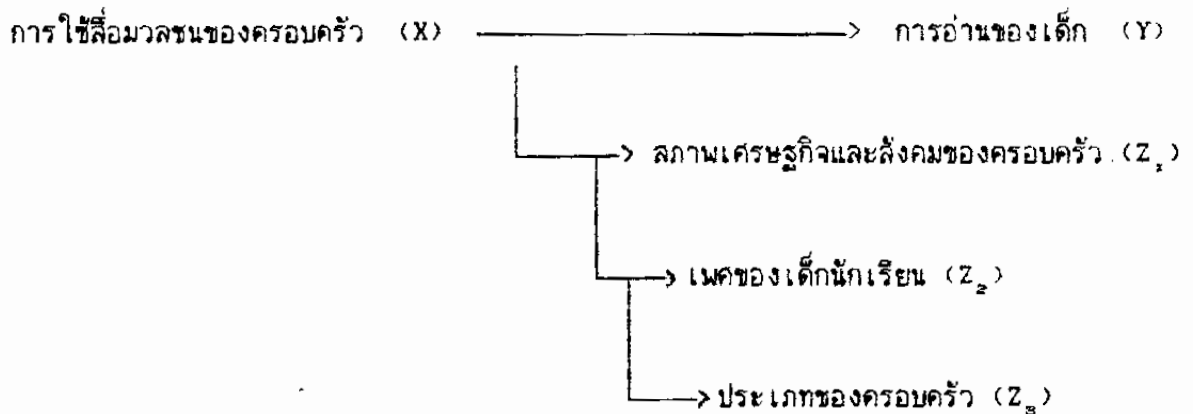 การใช้สื่อมวลชนของครอบครัว (X) ————> การอ่านของเด็ก (Y)
> สภาพเศรษฐกิจและสังคมของครอบครัว (Z₁)
> เพศของเด็กนักเรียน (Z₂)
> ประเภทของครอบครัว (Z₃)